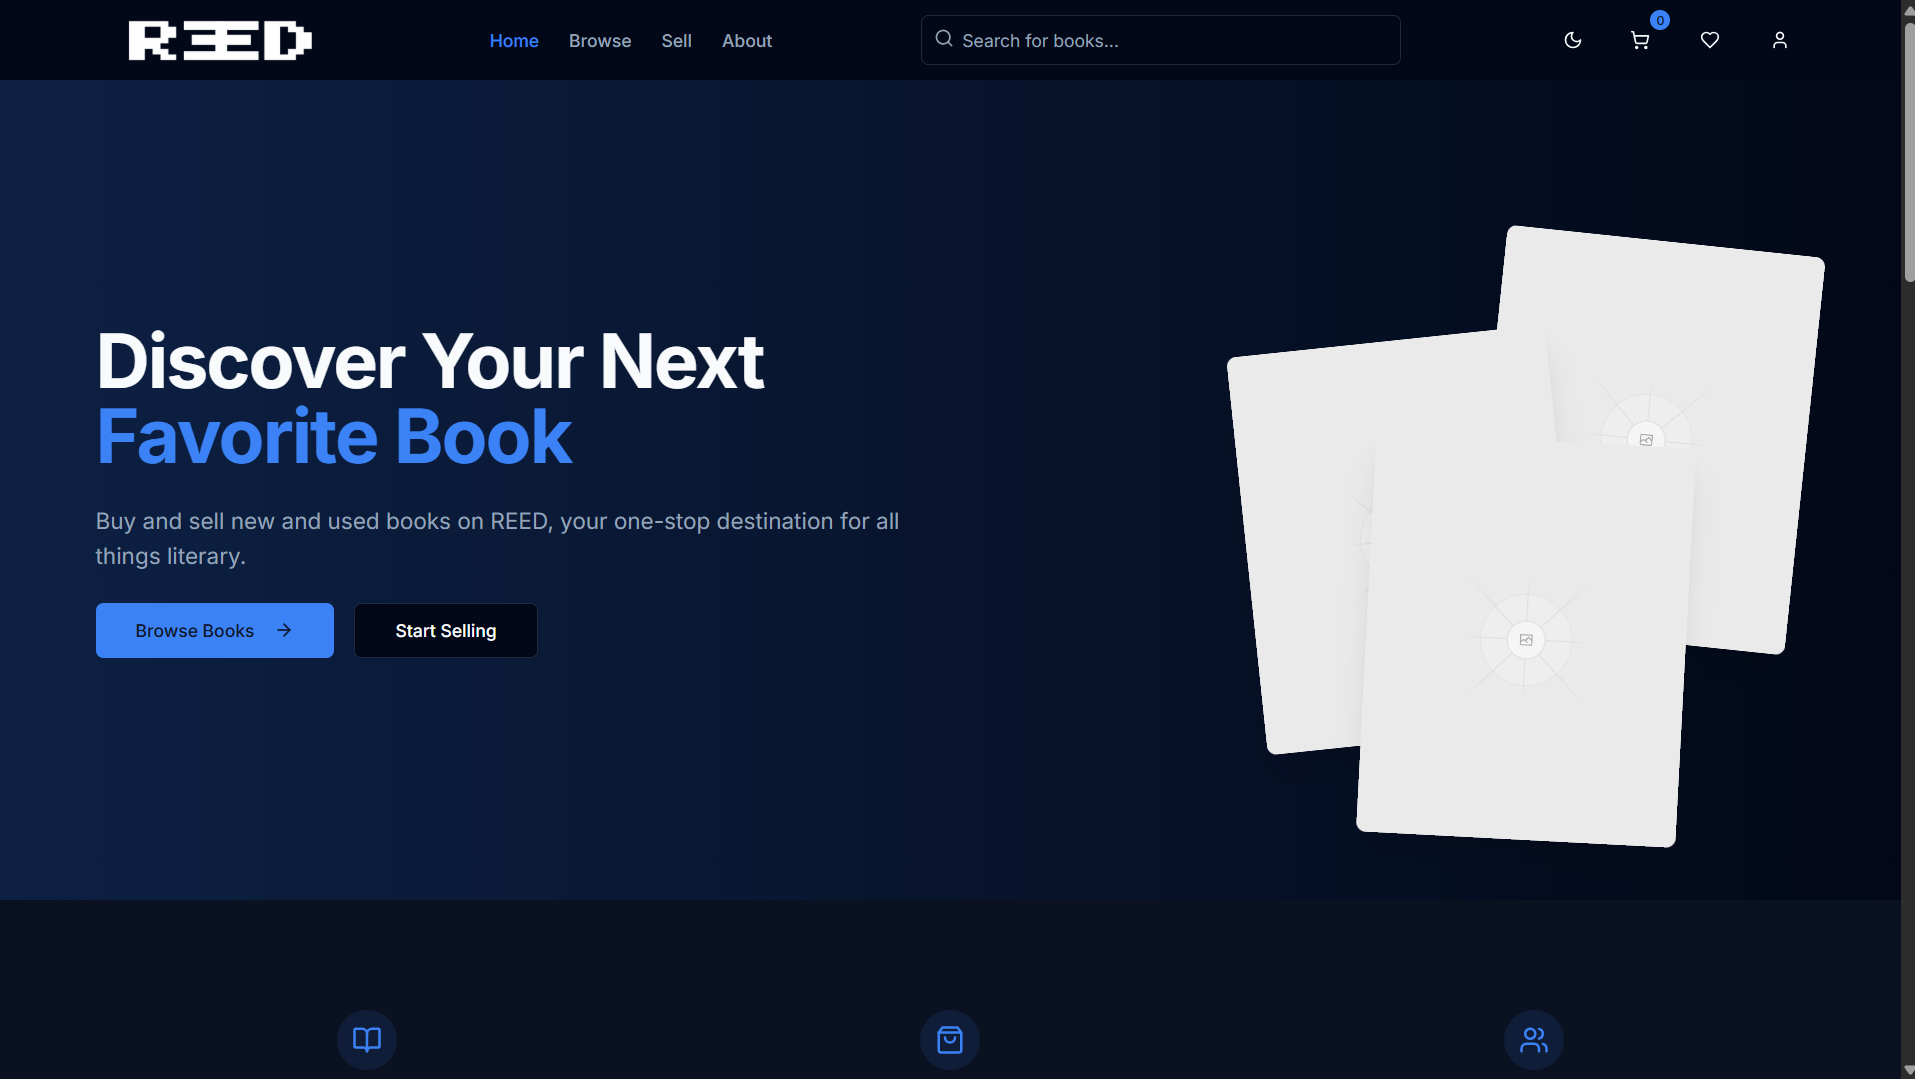 REED
Home
Browse
Sell
About
Search for books...
0
Discover Your Next
Favorite Book
Buy and sell new and used books on REED, your one-stop destination for all
things literary.
Browse Books
Start Selling